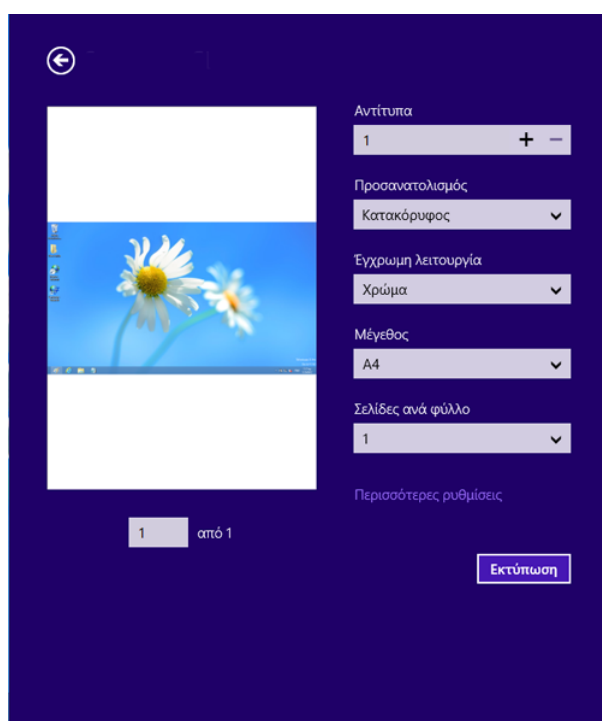 Αντίτυπα
1
Προσανατολισμός
Κατακόρυφος
Έγχρωμη λειτουργία
Χρώμα
Μέγεθος
A4
Σελίδες ανά φύλλο
1
Περισσότερες ρυθμίσεις
1 από 1
Εκτύπωση